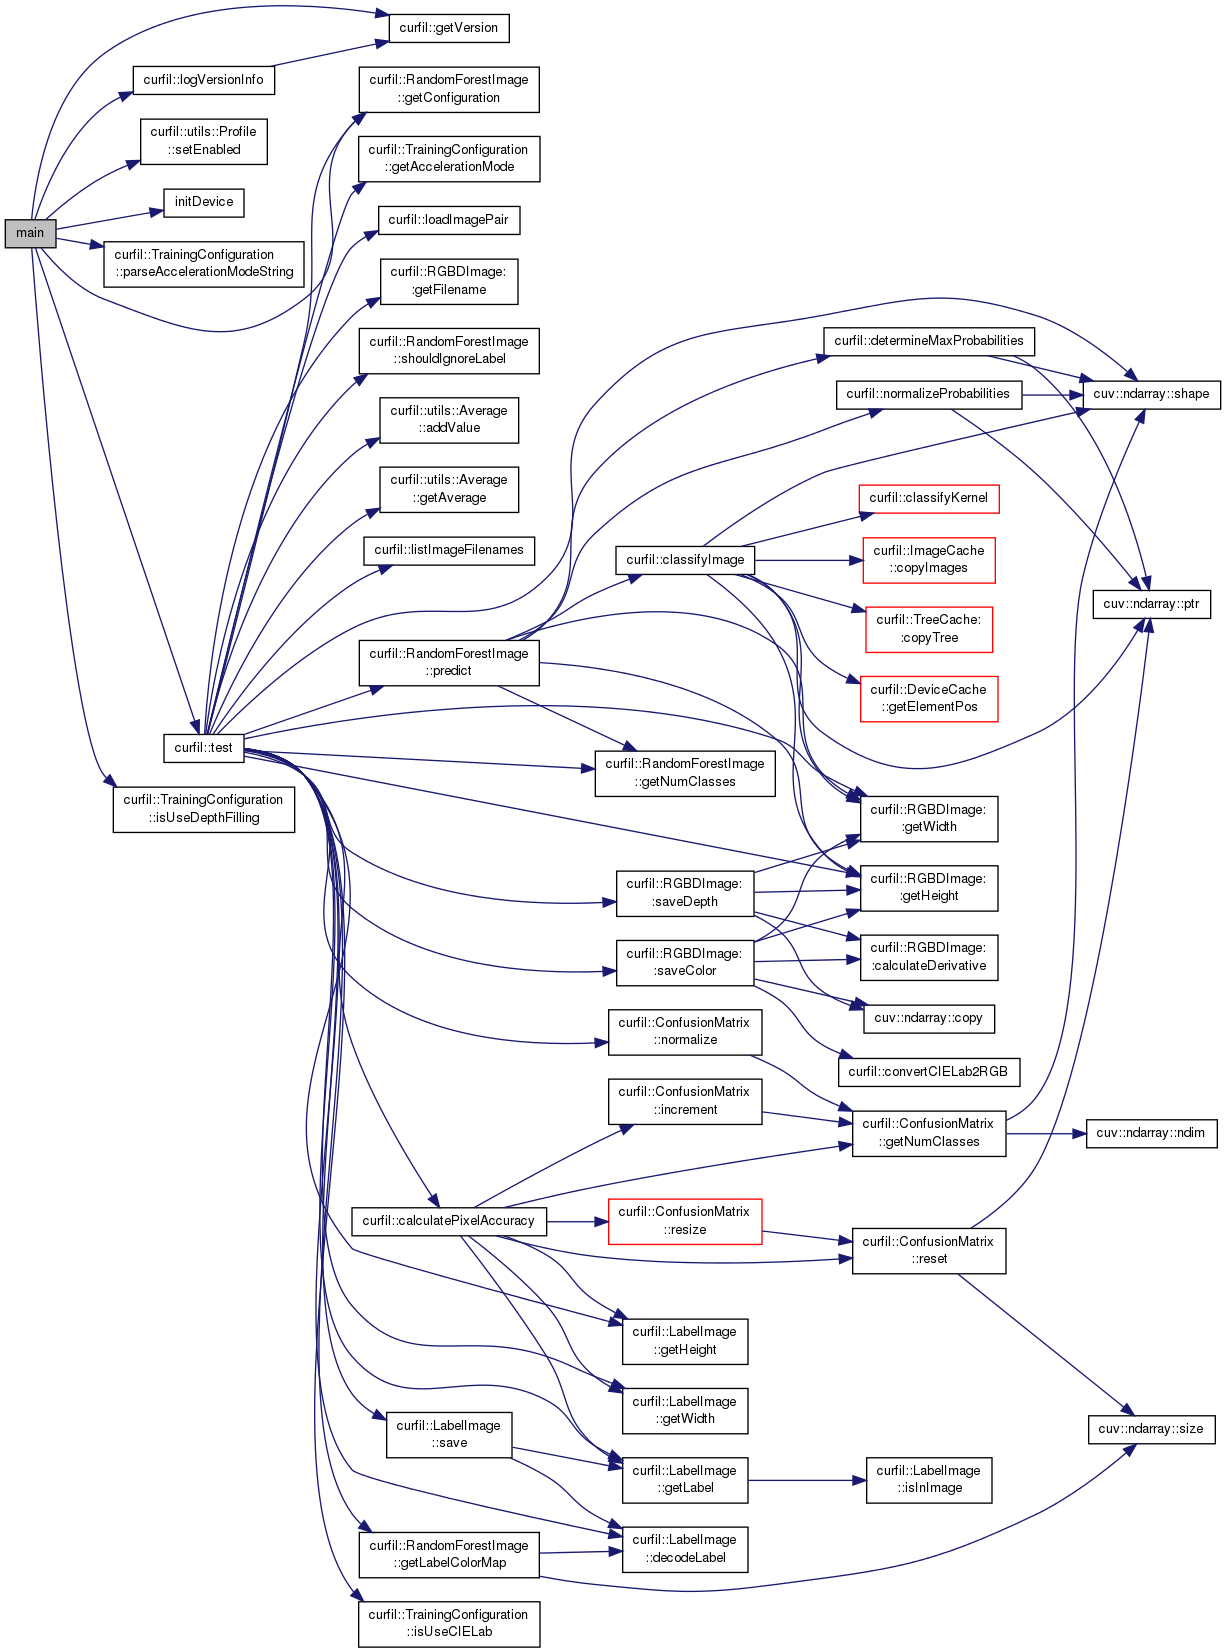 main
curfil::getVersion
curfil::logVersionInfo
curfil::utils::Profile
::setEnabled
initDevice
curfil::TrainingConfiguration
::parseAccelerationModeString
curfil::test
curfil::TrainingConfiguration
::isUseDepthFilling
curfil::RandomForestImage
::getConfiguration
curfil::TrainingConfiguration
::getAccelerationMode
curfil::loadImagePair
curfil::RGBDImage:
:getFilename
curfil::RandomForestImage
::shouldIgnoreLabel
curfil::utils::Average
::addValue
curfil::utils::Average
::getAverage
curfil::listImageFilenames
curfil::RandomForestImage
::predict
curfil::calculatePixelAccuracy
curfil::LabelImage
::save
curfil::RandomForestImage
::getLabelColorMap
curfil::TrainingConfiguration
::isUseCIELab
curfil::classifyImage
curfil::RandomForestImage
::getNumClasses
curfil::RGBDImage:
:saveDepth
curfil::RGBDImage:
:saveColor
curfil::ConfusionMatrix
::normalize
curfil::ConfusionMatrix
::increment
curfil::ConfusionMatrix
::resize
curfil::LabelImage
::getHeight
curfil::LabelImage
::getWidth
curfil::LabelImage
::getLabel
curfil::LabelImage
::decodeLabel
curfil::determineMaxProbabilities
curfil::normalizeProbabilities
curfil::classifyKernel
curfil::ImageCache
::copyImages
curfil::TreeCache:
:copyTree
curfil::DeviceCache
::getElementPos
curfil::RGBDImage:
:getWidth
curfil::RGBDImage:
:getHeight
curfil::RGBDImage:
:calculateDerivative
cuv::ndarray::copy
curfil::convertCIELab2RGB
curfil::ConfusionMatrix
::getNumClasses
curfil::ConfusionMatrix
::reset
curfil::LabelImage
::isInImage
cuv::ndarray::shape
cuv::ndarray::ptr
cuv::ndarray::ndim
cuv::ndarray::size